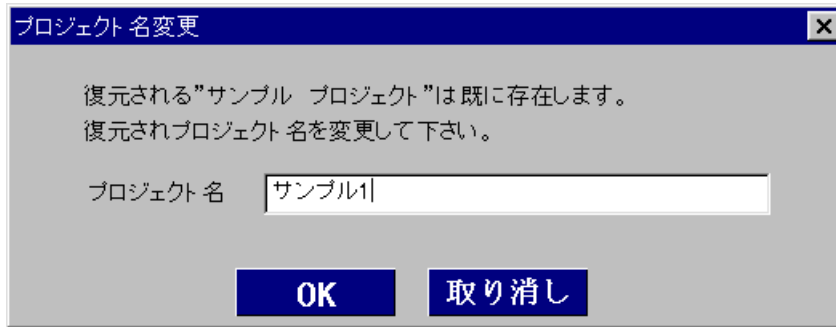 プロジェクト名変更
復元される”サンプル　プロジェクト”は既に存在します。
復元されプロジェクト名を変更して下さい。
プロジェクト名 サンプル1
OK 取り消し